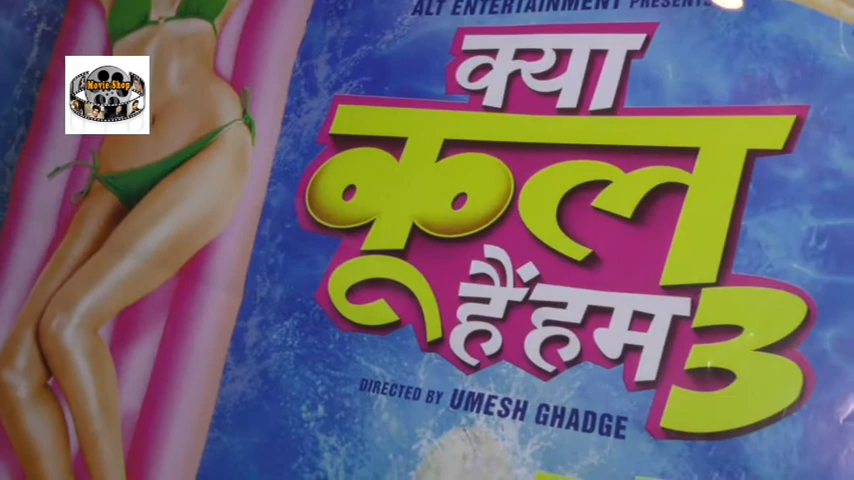 ALT ENTERTAINMENT PRESENTS
Movie Shop
क्या
कूल
हैं हम 3
DIRECTED BY UMESH GHADGE